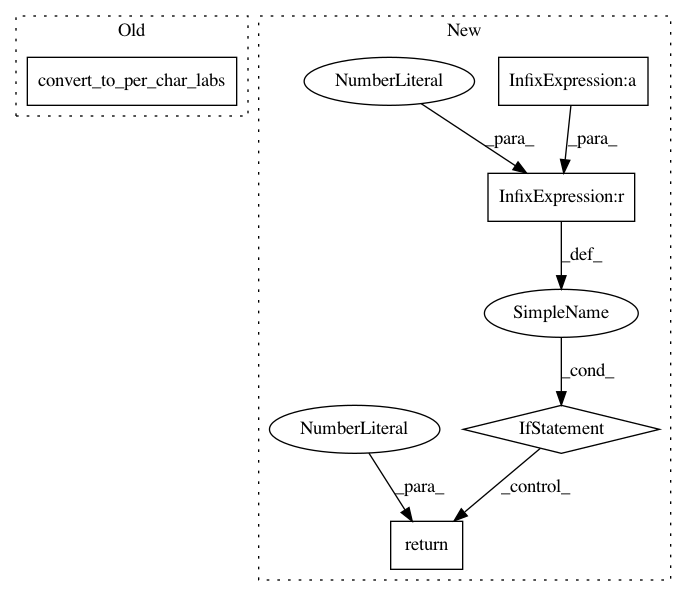 Old
New
convert_to_per_char_labs
NumberLiteral
InfixExpression:a
_para_
_para_
InfixExpression:r
_def_
SimpleName
_cond_
NumberLiteral
IfStatement
_para_
_control_
return